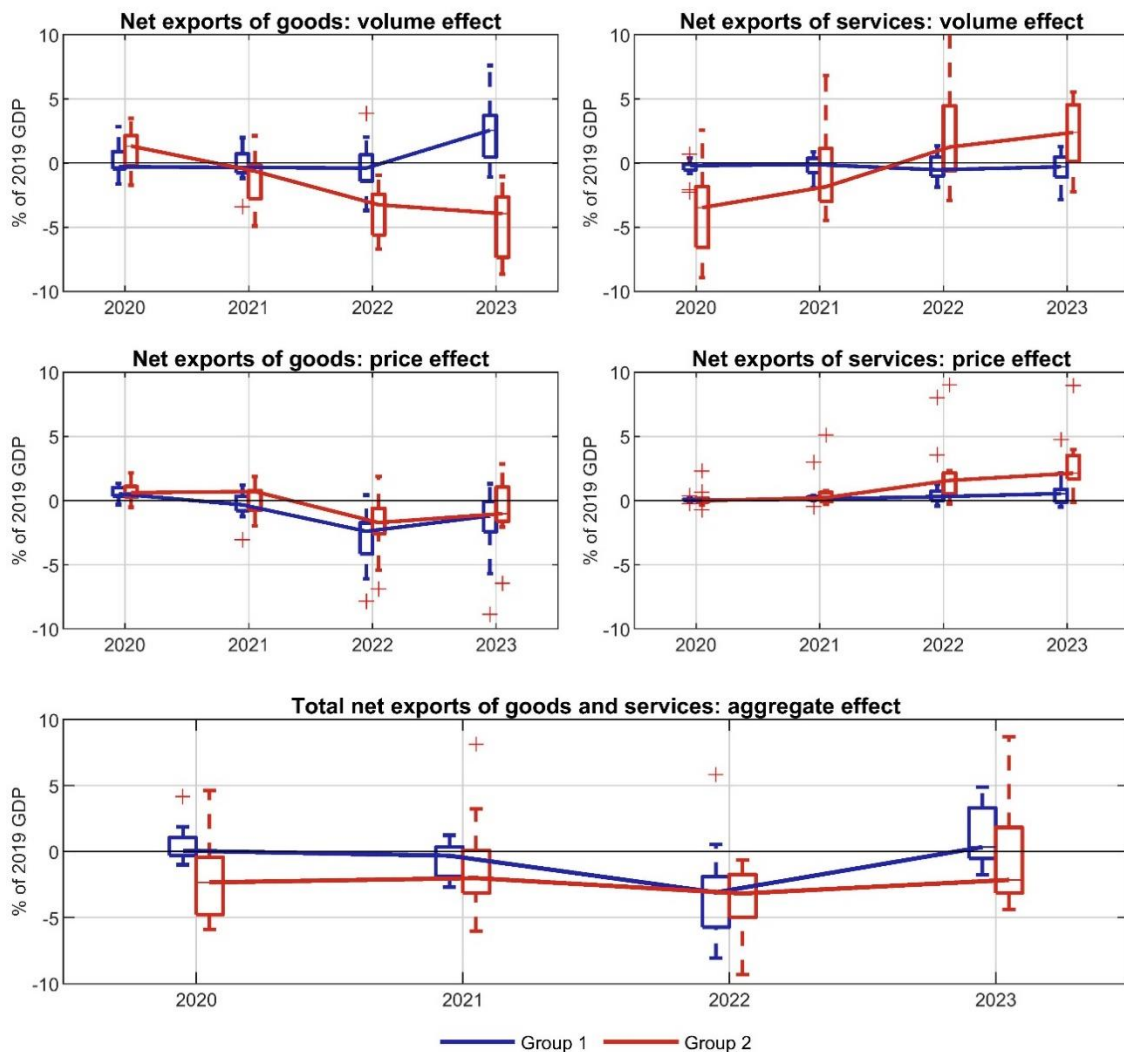 Net exports of goods: volume effect
% of 2019 GDP
10
5
0
-5
-10
2020 2021 2022 2023
Net exports of services: volume effect
% of 2019 GDP
10
5
0
-5
-10
2020 2021 2022 2023
Net exports of goods: price effect
% of 2019 GDP
10
5
0
-5
-10
2020 2021 2022 2023
Net exports of services: price effect
% of 2019 GDP
10
5
0
-5
-10
2020 2021 2022 2023
Total net exports of goods and services: aggregate effect
% of 2019 GDP
10
5
0
-5
-10
2020 2021 2022 2023
Group 1 Group 2